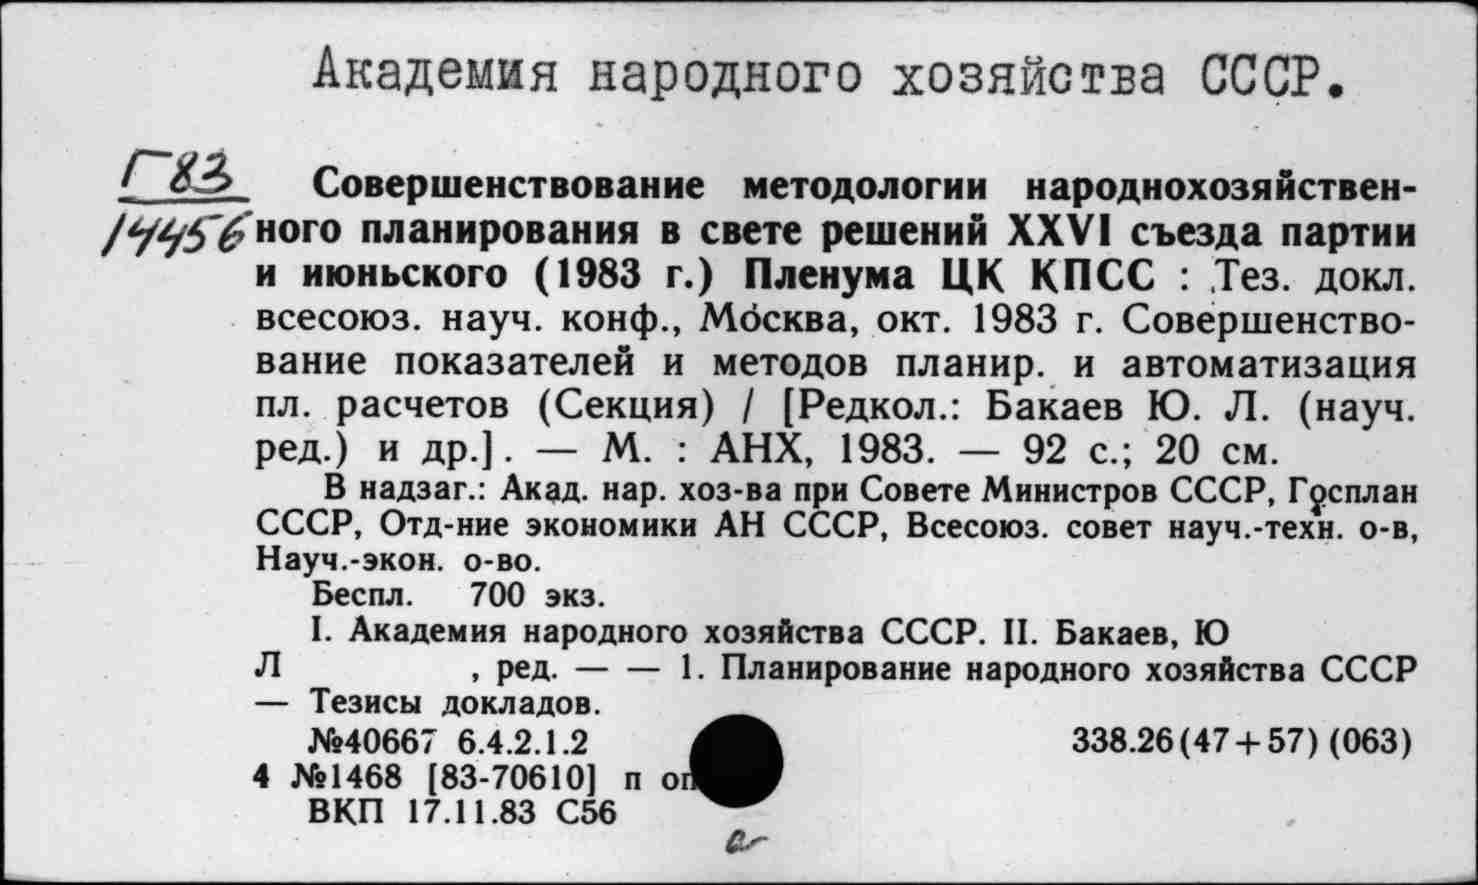 Академия народного хозяйства СССР.
Г83
14456
Совершенствование методологии народнохозяйствен-
ного планирования в свете решений XXVI съезда партии
и июньского (1983 г.) Пленума ЦК КПСС : Тез. докл.
всесоюз. науч. конф., Москва, окт. 1983 г. Совершенство-
вание показателей и методов планир. и автоматизация
пл. расчетов (Секция) / [Редкол.: Бакаев Ю. Л. (науч.
ред.) и др.]. — М. : АНХ, 1983. — 92 с.; 20 см.
В надзаг.: Акад. нар. хоз-ва при Совете Министров СССР, Госплан
СССР, Отд-ние экономики АН СССР, Всесоюз. совет науч.-техн. о-в,
Науч.-экон. о-во.
Беспл. 700 экз.
I. Академия народного хозяйства СССР. II. Бакаев, Ю
Л , ред. — — 1. Планирование народного хозяйства СССР
— Тезисы докладов.
№40667 6.4.2.1.2 338.26(47+57)(063)
4 №1468 [83-70610] п
ВКП 17.11.83 С56